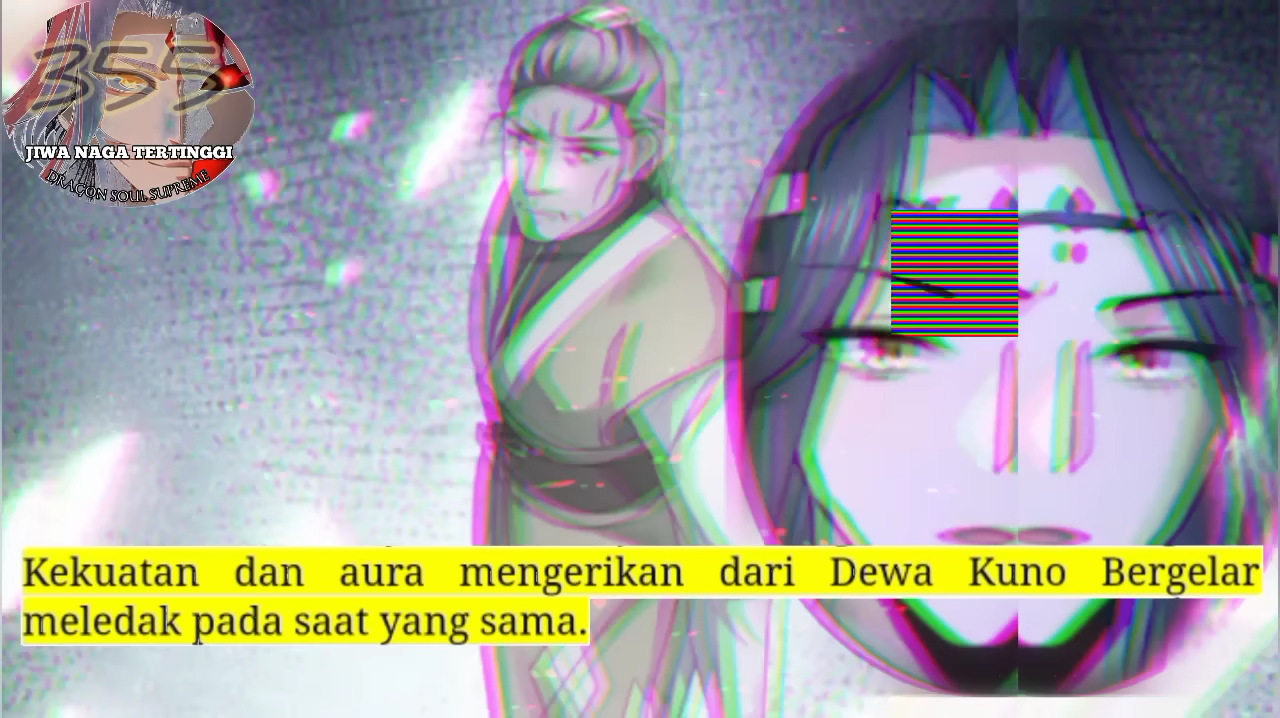 355
JIWA NAGA TERTINGGI
DRAGON SOUL SUPREME
Kekuatan dan aura mengerikan dari Dewa Kuno Bergelar
meledak pada saat yang sama.